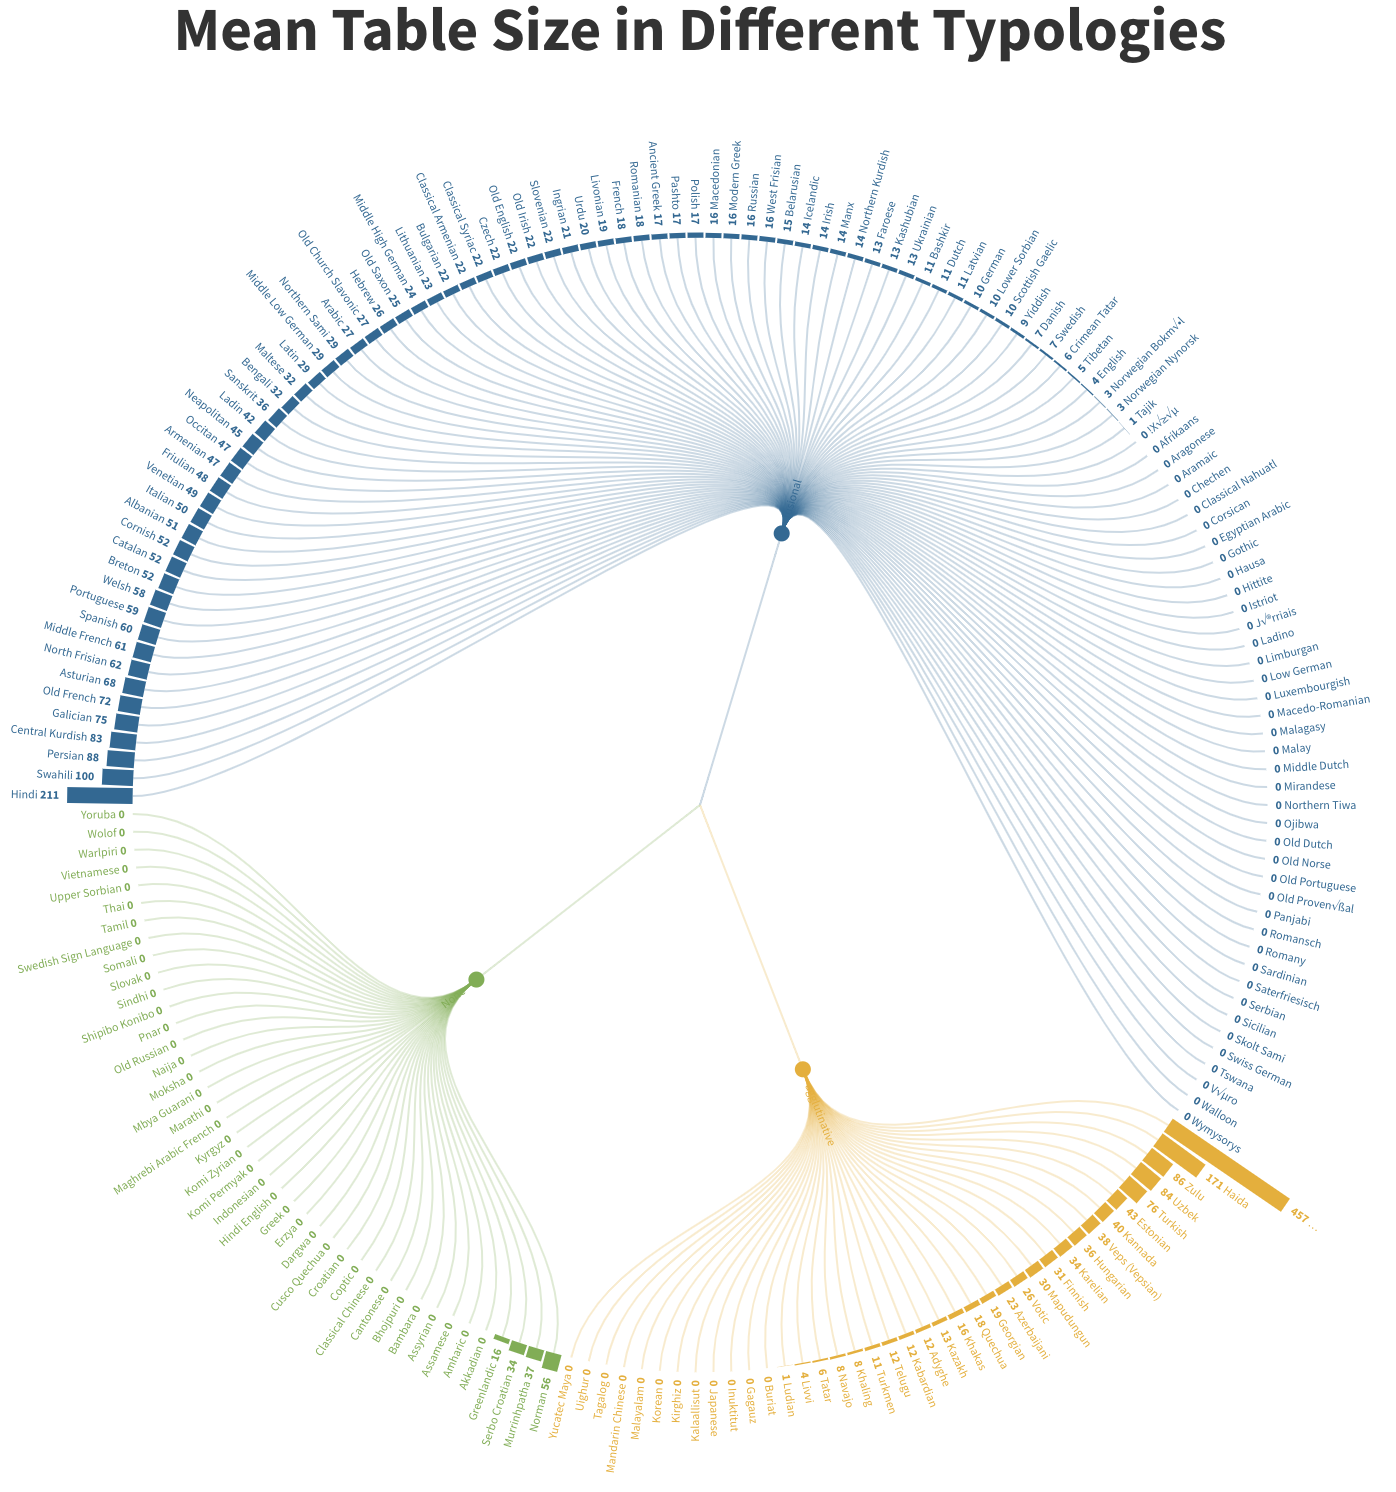 Mean Table Size in Different Typologies
Hindi 211
Swahili 100
Persian 88
Central Kurdish 83
Galician 75
Old French 72
Asturian 68
North Frisian 62
Middle French 61
Spanish 60
Portuguese 59
Welsh 58
Breton 52
Catalan 52
Cornish 52
Albanian 51
Italian 50
Venetian 49
Friulian 48
Armenian 47
Occitan 47
Neapolitan 45
Ladin 42
Sanskrit 36
Bengali 32
Maltese 32
Latin 29
Middle Low German 29
Northern Sami 29
Arabic 27
Old Church Slavonic 27
Hebrew 26
Old Saxon 25
Middle High German 24
Lithuanian 23
Bulgarian 22
Classical Armenian 22
Classical Syriac 22
Czech 22
Old English 22
Old Irish 22
Slovenian 22
Ingrian 21
Urdu 20
Livonian 19
French 18
Romanian 18
Ancient Greek 17
Pashto 17
Polish 17
16 Macedonian
16 Modern Greek
16 Russian
16 West Frisian
15 Belarusian
14 Icelandic
14 Irish
14 Manx
14 Northern Kurdish
13 Faroese
13 Kashubian
13 Ukrainian
11 Bashkir
11 Dutch
11 Latvian
10 German
10 Lower Sorbian
10 Scottish Gaelic
9 Yiddish
7 Danish
7 Swedish
6 Crimean Tatar
5 Tibetan
4 English
3 Norwegian Bokm√•l
3 Norwegian Nynorsk
1 Tajik
0 !X√≥√µ
0 Afrikaans
0 Aragonese
0 Aramaic
0 Chechen
0 Classical Nahuatl
0 Corsican
0 Egyptian Arabic
0 Gothic
0 Hausa
0 Hittite
0 Istriot
0 J√®rriais
0 Ladino
0 Limburgan
0 Low German
0 Luxembourgish
0 Macedo-Romanian
0 Malagasy
0 Malay
0 Middle Dutch
0 Mirandese
0 Northern Tiwa
0 Ojibwa
0 Old Dutch
0 Old Norse
0 Old Portuguese
0 Old Proven√ßal
0 Panjabi
0 Romansch
0 Romany
0 Sardinian
0 Saterfriesisch
0 Serbian
0 Sicilian
0 Skolt Sami
0 Swiss German
0 Tswana
0 V√µro
0 Walloon
0 Wymysorys
457 ...
171 Haida
86 Zulu
84 Uzbek
76 Turkish
43 Estonian
40 Kannada
38 Veps (Vepsian)
36 Hungarian
34 Karelian
31 Finnish
30 Mapudungun
26 Votic
23 Azerbaijani
19 Georgian
18 Quechua
16 Khakas
13 Kazakh
12 Adyghe
12 Kabardian
12 Telugu
11 Turkmen
8 Khaling
8 Navajo
6 Tatar
4 Livvi
1 Ludian
0 Buriat
0 Gagauz
0 Inuktitut
0 Japanese
Kalaallisut 0
Kirghiz 0
Korean 0
Malayalam 0
Mandarin Chinese 0
Tagalog 0
Uighur 0
Yucatec Maya 0
Norman 56
Murrinhpatha 37
Serbo Croatian 34
Greenlandic 16
Akkadian 0
Amharic 0
Assamese 0
Assyrian 0
Bambara 0
Bhojpuri 0
Cantonese 0
Classical Chinese 0
Coptic 0
Croatian 0
Cusco Quechua 0
Dargwa 0
Erzya 0
Greek 0
Hindi English 0
Indonesian 0
Komi Permyak 0
Komi Zyrian 0
Kyrgyz 0
Maghrebi Arabic French 0
Marathi 0
Mbya Guarani 0
Moksha 0
Naija 0
Old Russian 0
Pnar 0
Shipibo Konibo 0
Sindhi 0
Slovak 0
Somali 0
Swedish Sign Language 0
Tamil 0
Thai 0
Upper Sorbian 0
Vietnamese 0
Warlpiri 0
Wolof 0
Yoruba 0